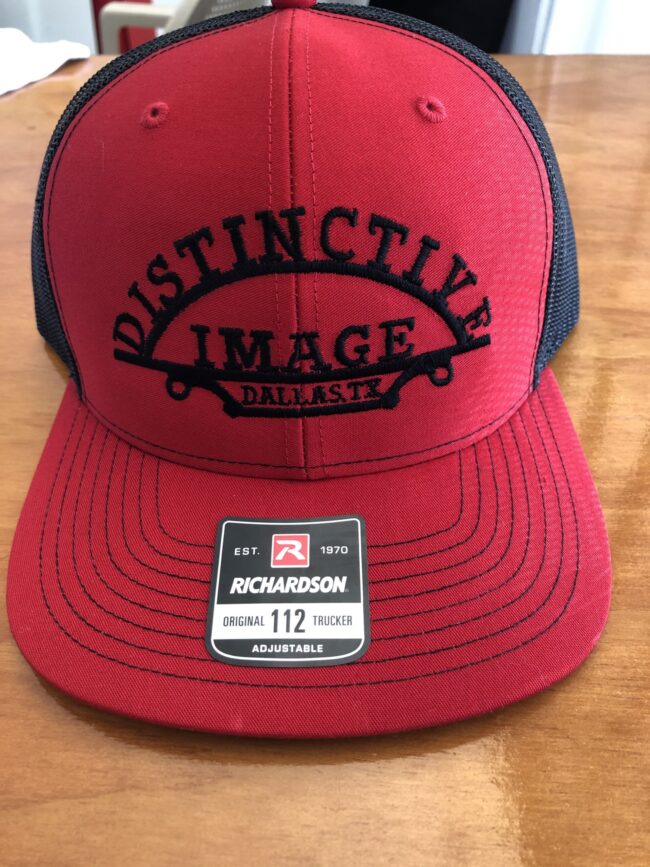 DISTINCTIVE
IMAGE
DALLAS, TX
EST. R 1970
RICHARDSON
ORIGINAL 112 TRUCKER
ADJUSTABLE